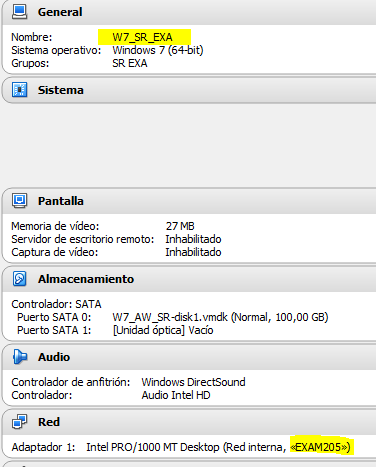 General
Nombre: W7_SR_EXA
Sistema operativo: Windows 7 (64-bit)
Grupos: SR EXA
Sistema
Pantalla
Memoria de vídeo: 27 MB
Servidor de escritorio remoto: Inhabilitado
Captura de vídeo: Inhabilitado
Almacenamiento
Controlador: SATA
Puerto SATA 0: W7_AW_SR-disk1.vmdk (Normal, 100,00 GB)
Puerto SATA 1: [Unidad óptica] Vacío
Audio
Controlador de anfitrión: Windows DirectSound
Controlador: Audio Intel HD
Red
Adaptador 1: Intel PRO/1000 MT Desktop (Red interna, «EXAM205»)